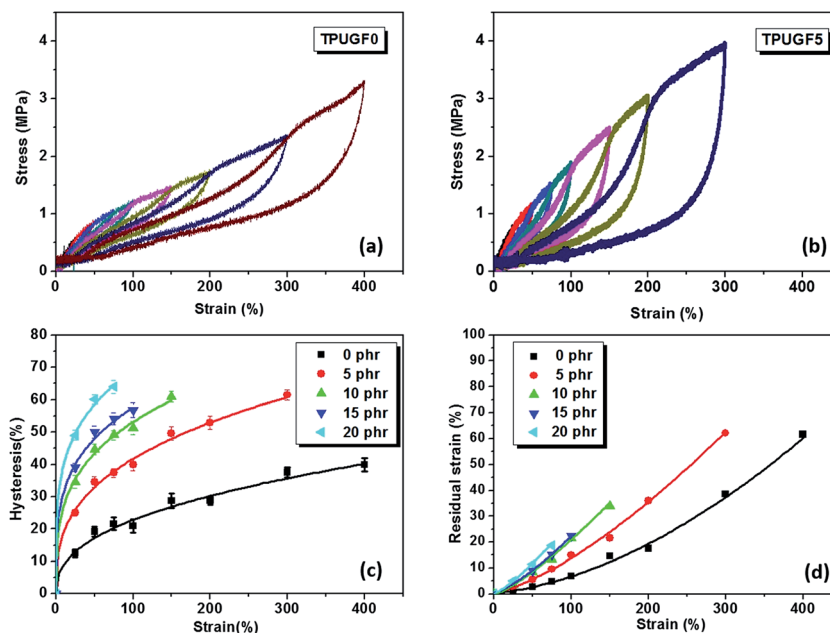 TPUGF0
Stress (MPa)
4
3
2
1
0
0
100
200
300
400
Strain (%)
(a)
TPUGF5
Stress (MPa)
4
3
2
1
0
0
100
200
300
400
Strain (%)
(b)
Hysteresis(%)
80
70
60
50
40
30
20
10
0
0
100
200
300
400
Strain(%)
0 phr
5 phr
10 phr
15 phr
20 phr
(c)
Residual strain (%)
100
90
80
70
60
50
40
30
20
10
0
0
100
200
300
400
Strain (%)
0 phr
5 phr
10 phr
15 phr
20 phr
(d)